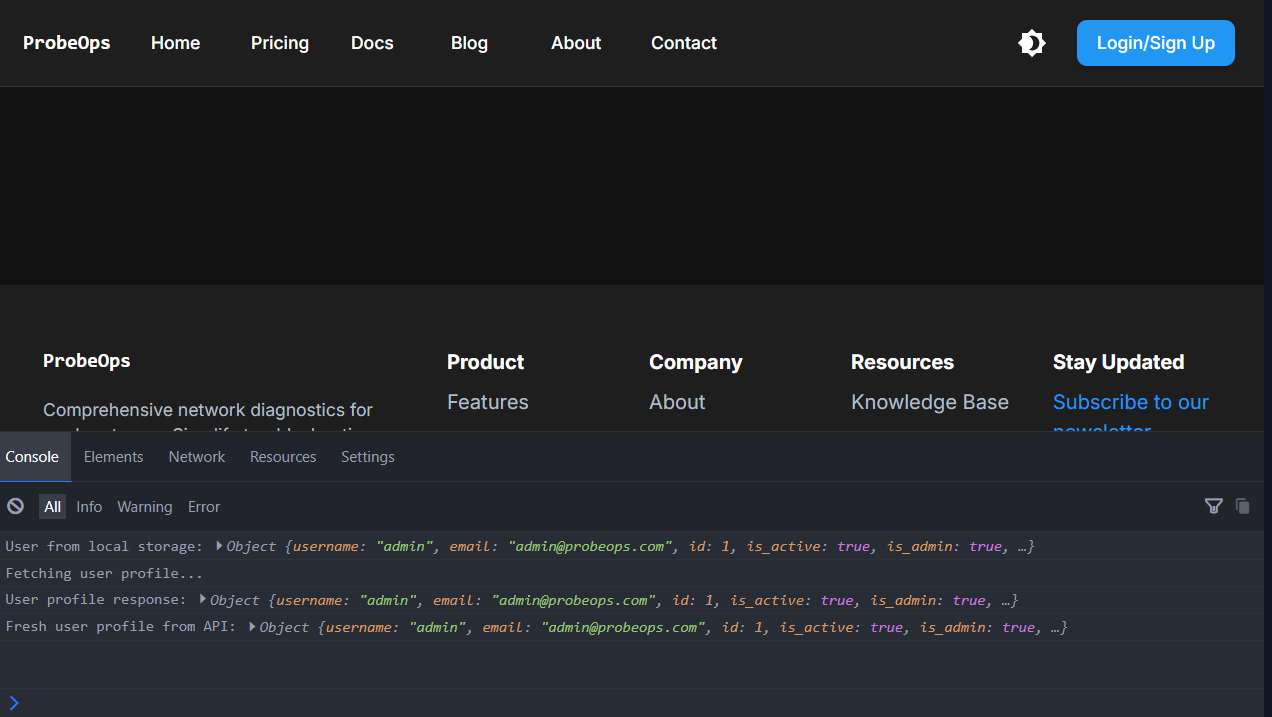 ProbeOps Home Pricing Docs Blog About Contact Login/Sign Up
ProbeOps
Comprehensive network diagnostics for
Product
Features
Company
About
Resources
Knowledge Base
Stay Updated
Subscribe to our
newsletter
Console Elements Network Resources Settings
All Info Warning Error
User from local storage: Object {username: "admin", email: "admin@probeops.com", id: 1, is_active: true, is_admin: true, …}
Fetching user profile...
User profile response: Object {username: "admin", email: "admin@probeops.com", id: 1, is_active: true, is_admin: true, …}
Fresh user profile from API: Object {username: "admin", email: "admin@probeops.com", id: 1, is_active: true, is_admin: true, …}